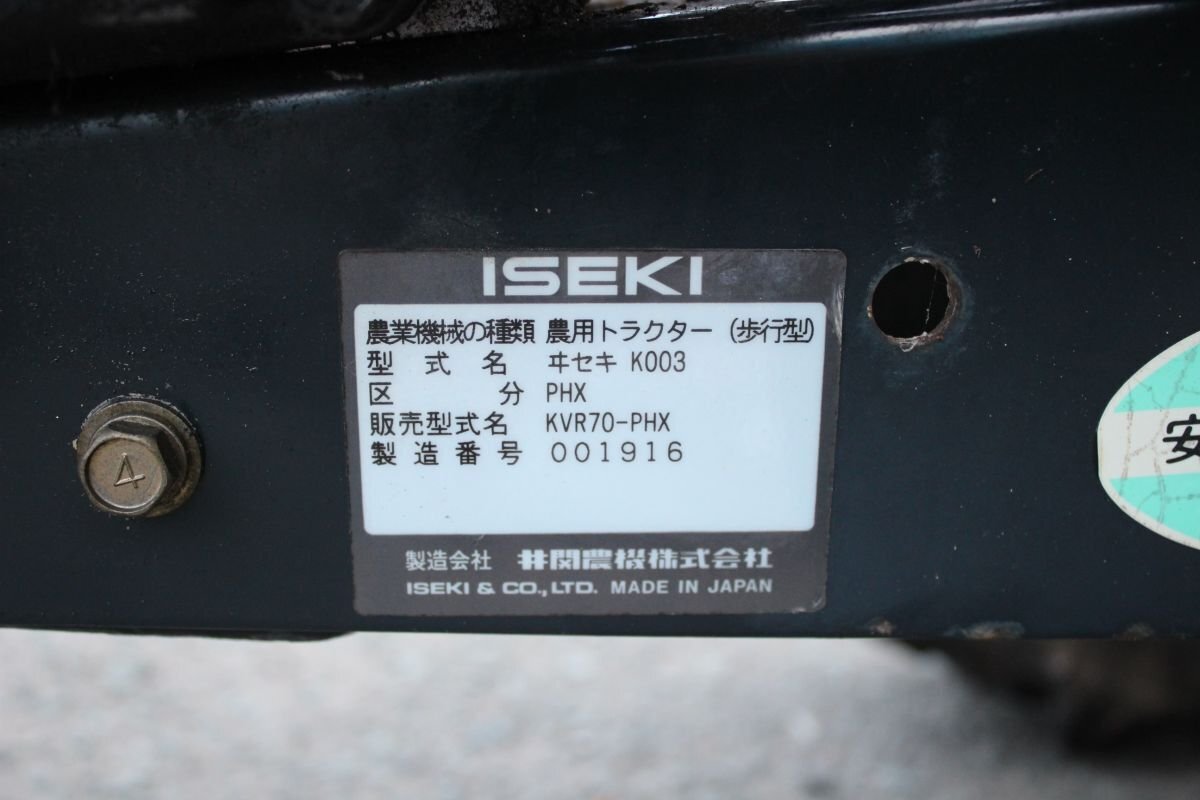 ISEKI
農業機械の種類 農用トラクター (歩行型)
型式名 ヰセキ K003
区分 PHX
販売型式名 KVR70-PHX
製造番号 001916
製造会社 井関農機株式会社
ISEKI & CO., LTD. MADE IN JAPAN
4
安